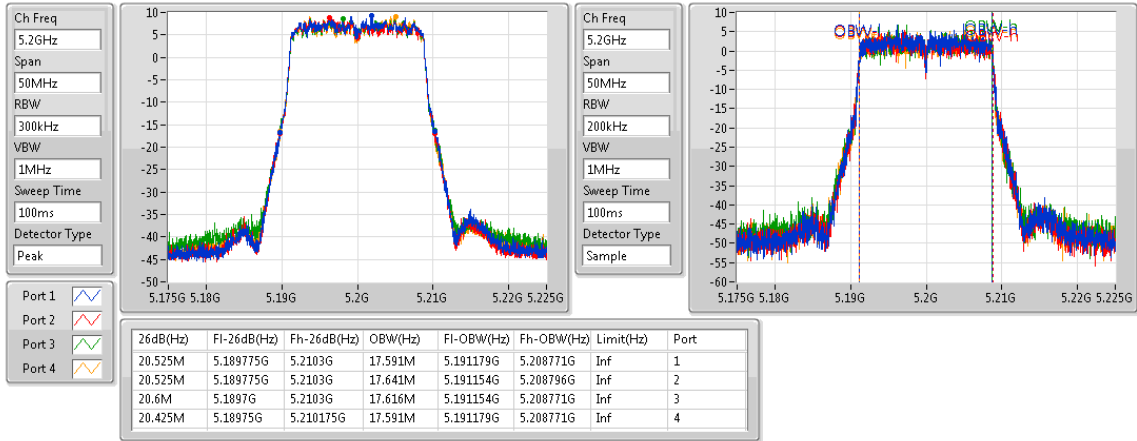 Ch Freq
5.2GHz
Span
50MHz
RBW
300kHz
VBW
1MHz
Sweep Time
100ms
Detector Type
Peak
10
5
0
-5
-10
-15
-20
-25
-30
-35
-40
-45
-50
5.175G 5.18G 5.19G 5.2G 5.21G 5.22G 5.225G
Ch Freq
5.2GHz
Span
50MHz
RBW
200kHz
VBW
1MHz
Sweep Time
100ms
Detector Type
Sample
10
5
0
-5
-10
-15
-20
-25
-30
-35
-40
-45
-50
-55
-60
5.175G 5.18G 5.19G 5.2G 5.21G 5.22G 5.225G
Port 1
Port 2
Port 3
Port 4
26dB(Hz) Fl-26dB(Hz) Fh-26dB(Hz) OBW(Hz) Fl-OBW(Hz) Fh-OBW(Hz) Limit(Hz) Port
20.525M 5.189775G 5.2103G 17.591M 5.191179G 5.208771G Inf 1
20.525M 5.189775G 5.2103G 17.641M 5.191154G 5.208796G Inf 2
20.6M 5.1897G 5.2103G 17.616M 5.191154G 5.208771G Inf 3
20.425M 5.18975G 5.210175G 17.591M 5.191179G 5.208771G Inf 4